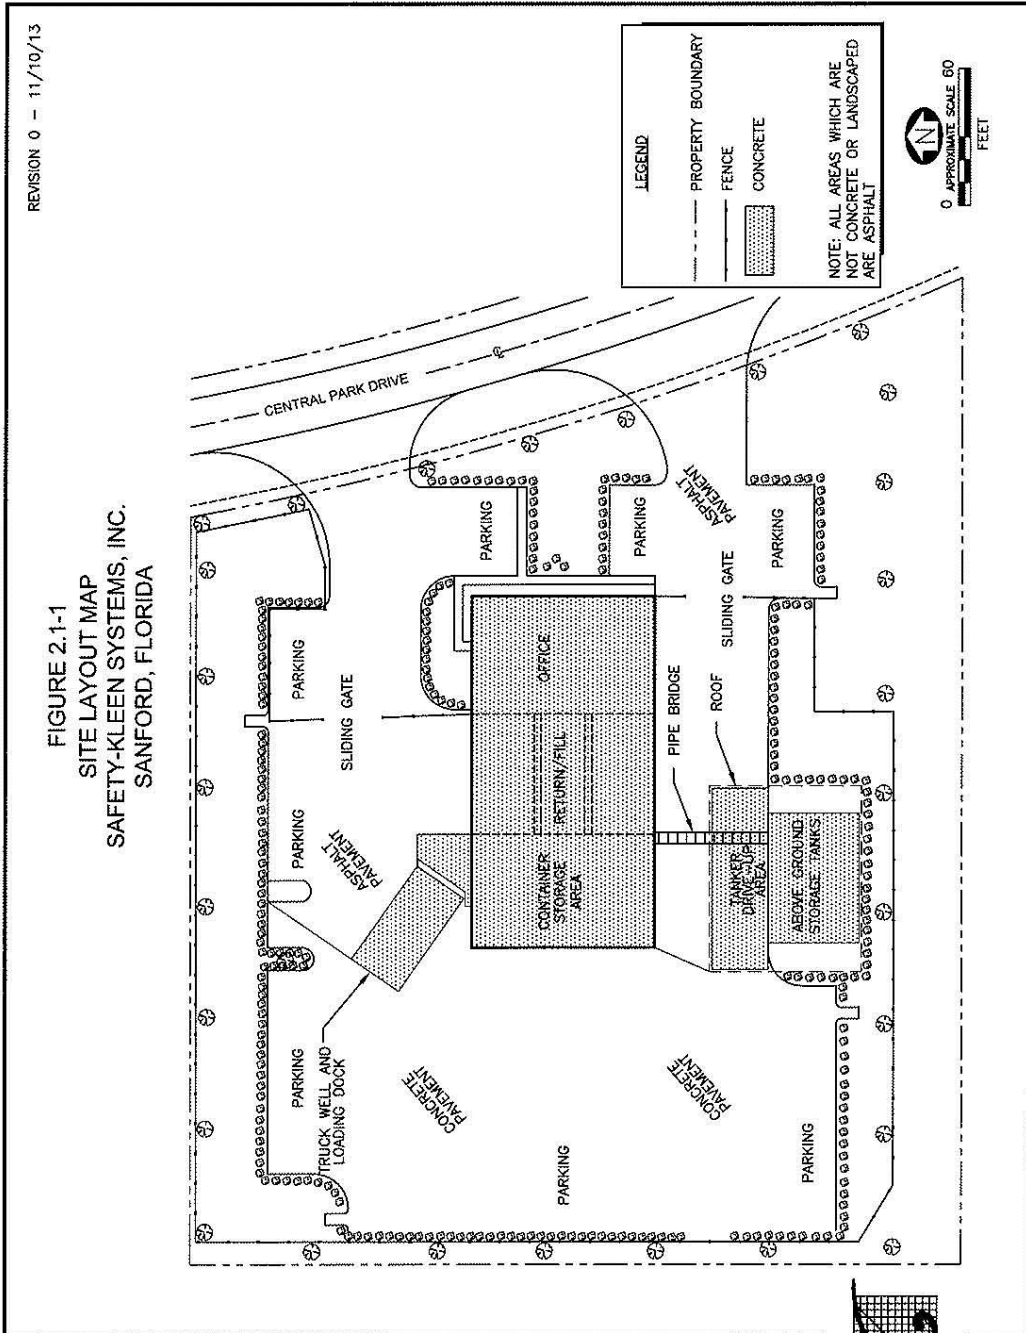 REVISION 0 - 11/10/13
FIGURE 2.1-1
SITE LAYOUT MAP
SAFETY-KLEEN SYSTEMS, INC.
SANFORD, FLORIDA
CENTRAL PARK DRIVE
PARKING
SLIDING GATE
PARKING
ASPHALT
PAVEMENT
PARKING
TRUCK WELL AND
LOADING DOCK
CONCRETE
PAVEMENT
PARKING
OFFICE
RETURN/FILL
CONTAINER
STORAGE
AREA
PARKING
PARKING
ASPHALT
PAVEMENT
SLIDING GATE
PARKING
PIPE BRIDGE
ROOF
TANKER
DRIVE-UP
AREA
ABOVE GROUND
STORAGE TANKS
CONCRETE
PAVEMENT
PARKING
LEGEND
PROPERTY BOUNDARY
FENCE
CONCRETE
NOTE: ALL AREAS WHICH ARE
NOT CONCRETE OR LANDSCAPED
ARE ASPHALT
N
0 APPROXIMATE SCALE 60
FEET